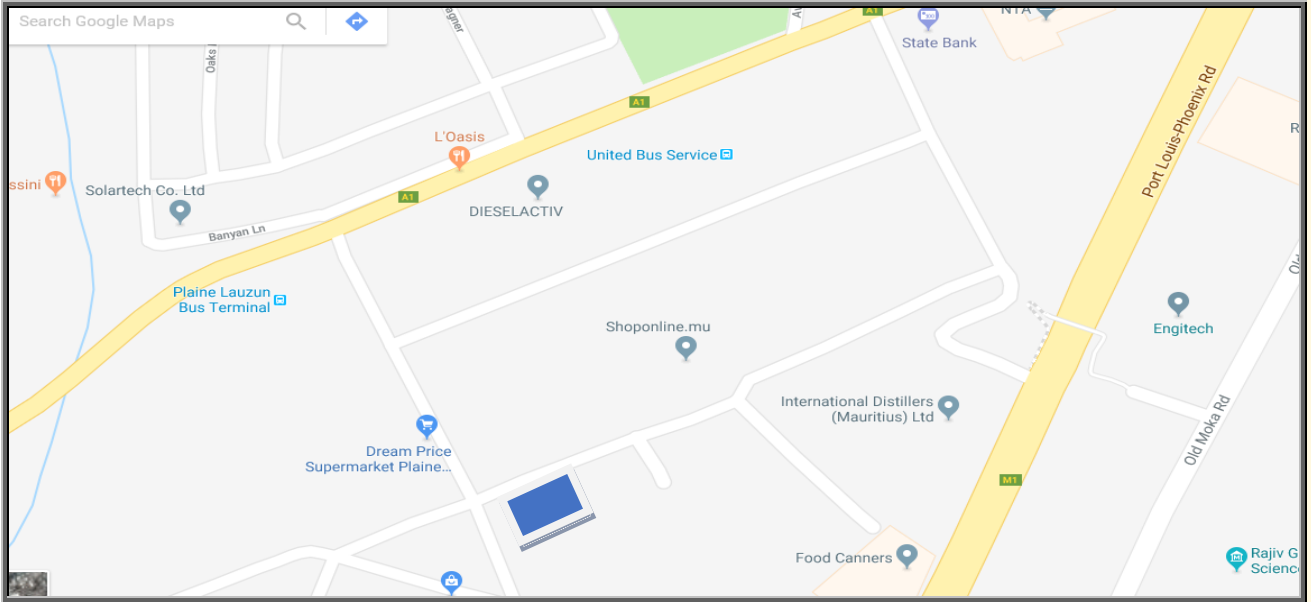 Search Google Maps
A1
State Bank
NTA
Oaks
L'Oasis
A1
United Bus Service
Port Louis-Phoenix Rd
ssini
Solartech Co. Ltd
A1
DIESELACTIV
Banyan Ln
Plaine Lauzun
Bus Terminal
Shoponline.mu
Engitech
International Distillers
(Mauritius) Ltd
Dream Price
Supermarket Plaine...
Old Moka Rd
M1
Food Canners
Rajiv G
Scienc